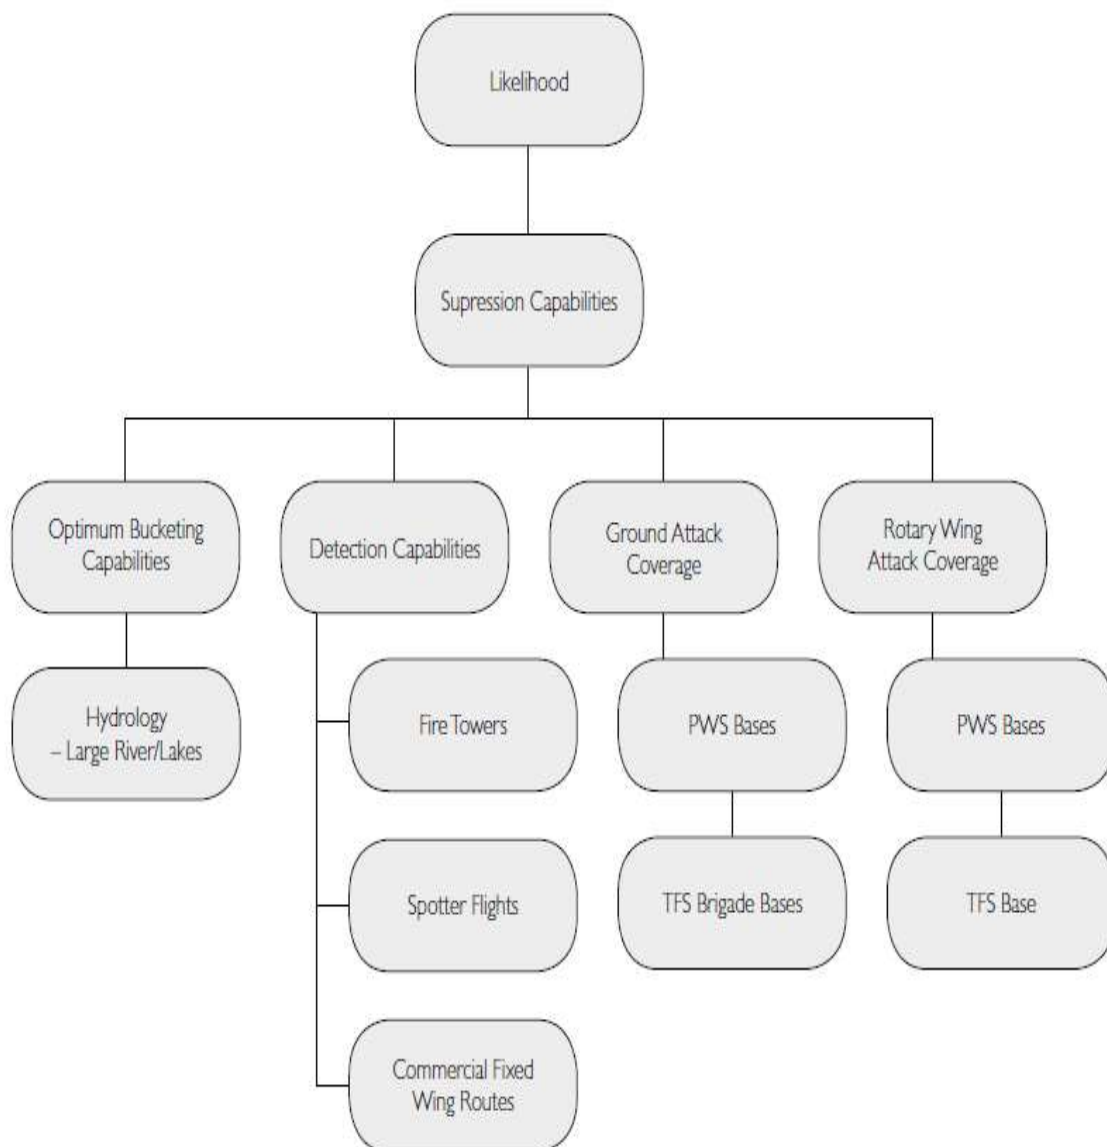 Likelihood
Supression Capabilities
Optimum Bucketing
Capabilities
Detection Capabilities
Ground Attack
Coverage
Rotary Wing
Attack Coverage
Hydrology
– Large River/Lakes
Fire Towers
PWS Bases
PWS Bases
Spotter Flights
TFS Brigade Bases
TFS Base
Commercial Fixed
Wing Routes